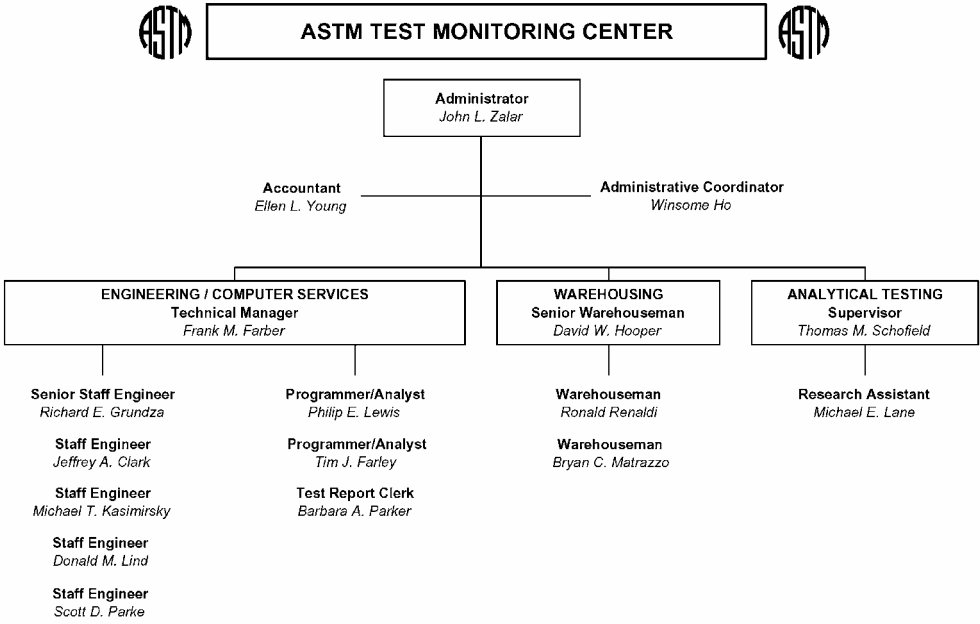 ASTM
ASTM TEST MONITORING CENTER
ASTM
Administrator
John L. Zalar
Accountant
Ellen L. Young
Administrative Coordinator
Winsome Ho
ENGINEERING / COMPUTER SERVICES
Technical Manager
Frank M. Farber
WAREHOUSING
Senior Warehouseman
David W. Hooper
ANALYTICAL TESTING
Supervisor
Thomas M. Schofield
Senior Staff Engineer
Richard E. Grundza
Staff Engineer
Jeffrey A. Clark
Staff Engineer
Michael T. Kasimirsky
Staff Engineer
Donald M. Lind
Staff Engineer
Scott D. Parke
Programmer/Analyst
Philip E. Lewis
Programmer/Analyst
Tim J. Farley
Test Report Clerk
Barbara A. Parker
Warehouseman
Ronald Renaldi
Warehouseman
Bryan C. Matrazzo
Research Assistant
Michael E. Lane